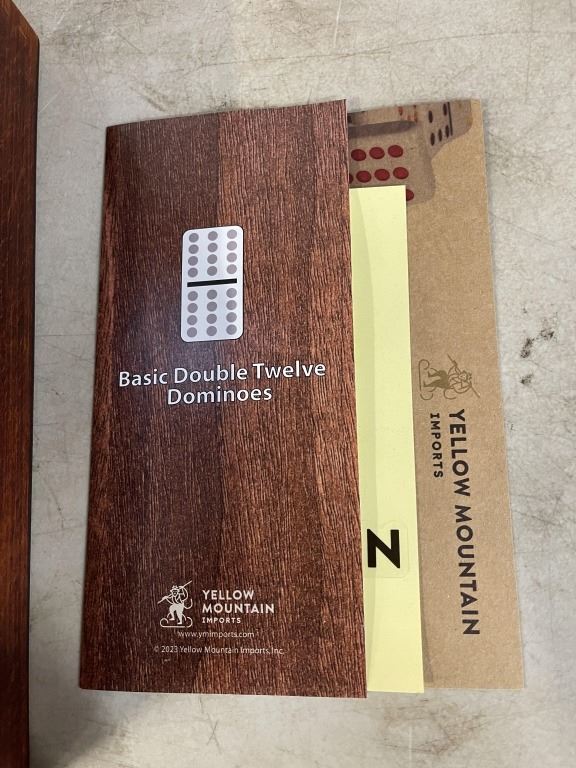 Basic Double Twelve
Dominoes
YELLOW
MOUNTAIN
IMPORTS
www.ymimports.com
© 2023 Yellow Mountain Imports, Inc.
N
YELLOW MOUNTAIN
IMPORTS